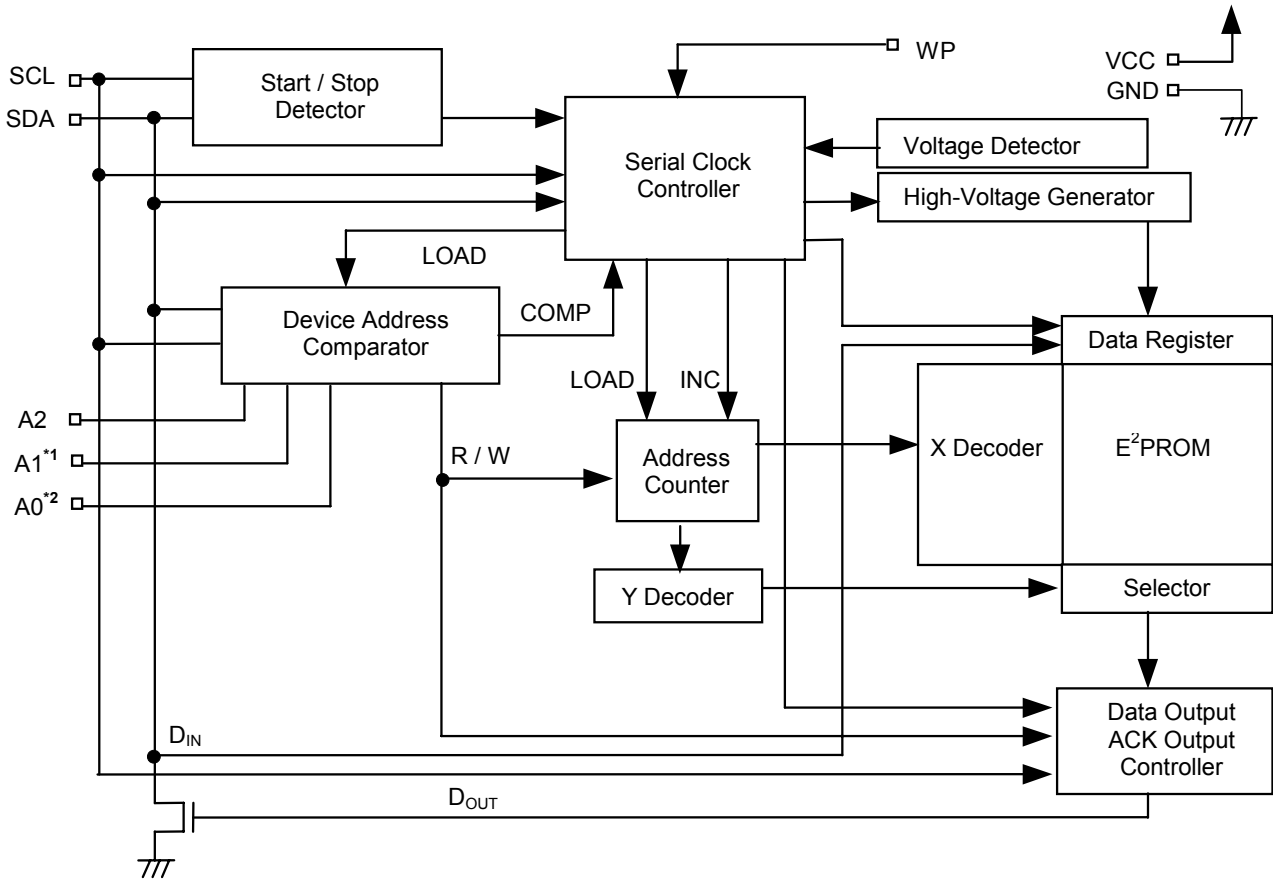 SCL
SDA
Start / Stop
Detector
WP
VCC
GND
Serial Clock
Controller
Voltage Detector
High-Voltage Generator
LOAD
Device Address
Comparator
COMP
LOAD
INC
Data Register
A2
A1*1
A0*2
R / W
Address
Counter
X Decoder
E²PROM
Y Decoder
Selector
DIN
Data Output
ACK Output
Controller
DOUT